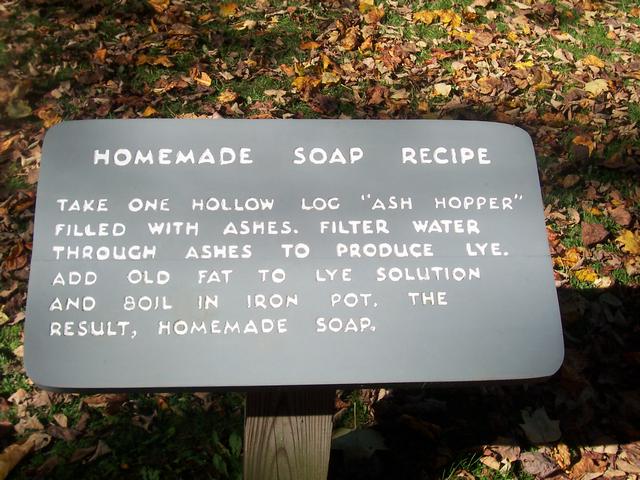 HOMEMADE SOAP RECIPE
TAKE ONE HOLLOW LOG "ASH HOPPER"
FILLED WITH ASHES. FILTER WATER
THROUGH ASHES TO PRODUCE LYE.
ADD OLD FAT TO LYE SOLUTION
AND BOIL IN IRON POT. THE
RESULT, HOMEMADE SOAP.